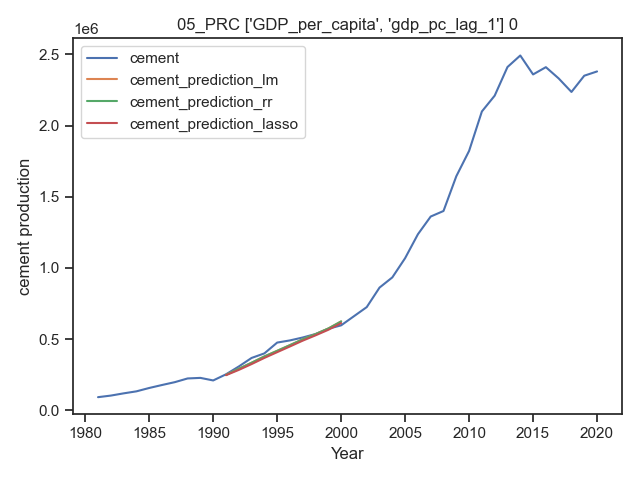 05_PRC ['GDP_per_capita', 'gdp_pc_lag_1'] 0
1e6
cement
cement_prediction_lm
cement_prediction_rr
cement_prediction_lasso
2.5
2.0
1.5
1.0
0.5
0.0
cement production
1980 1985 1990 1995 2000 2005 2010 2015 2020
Year